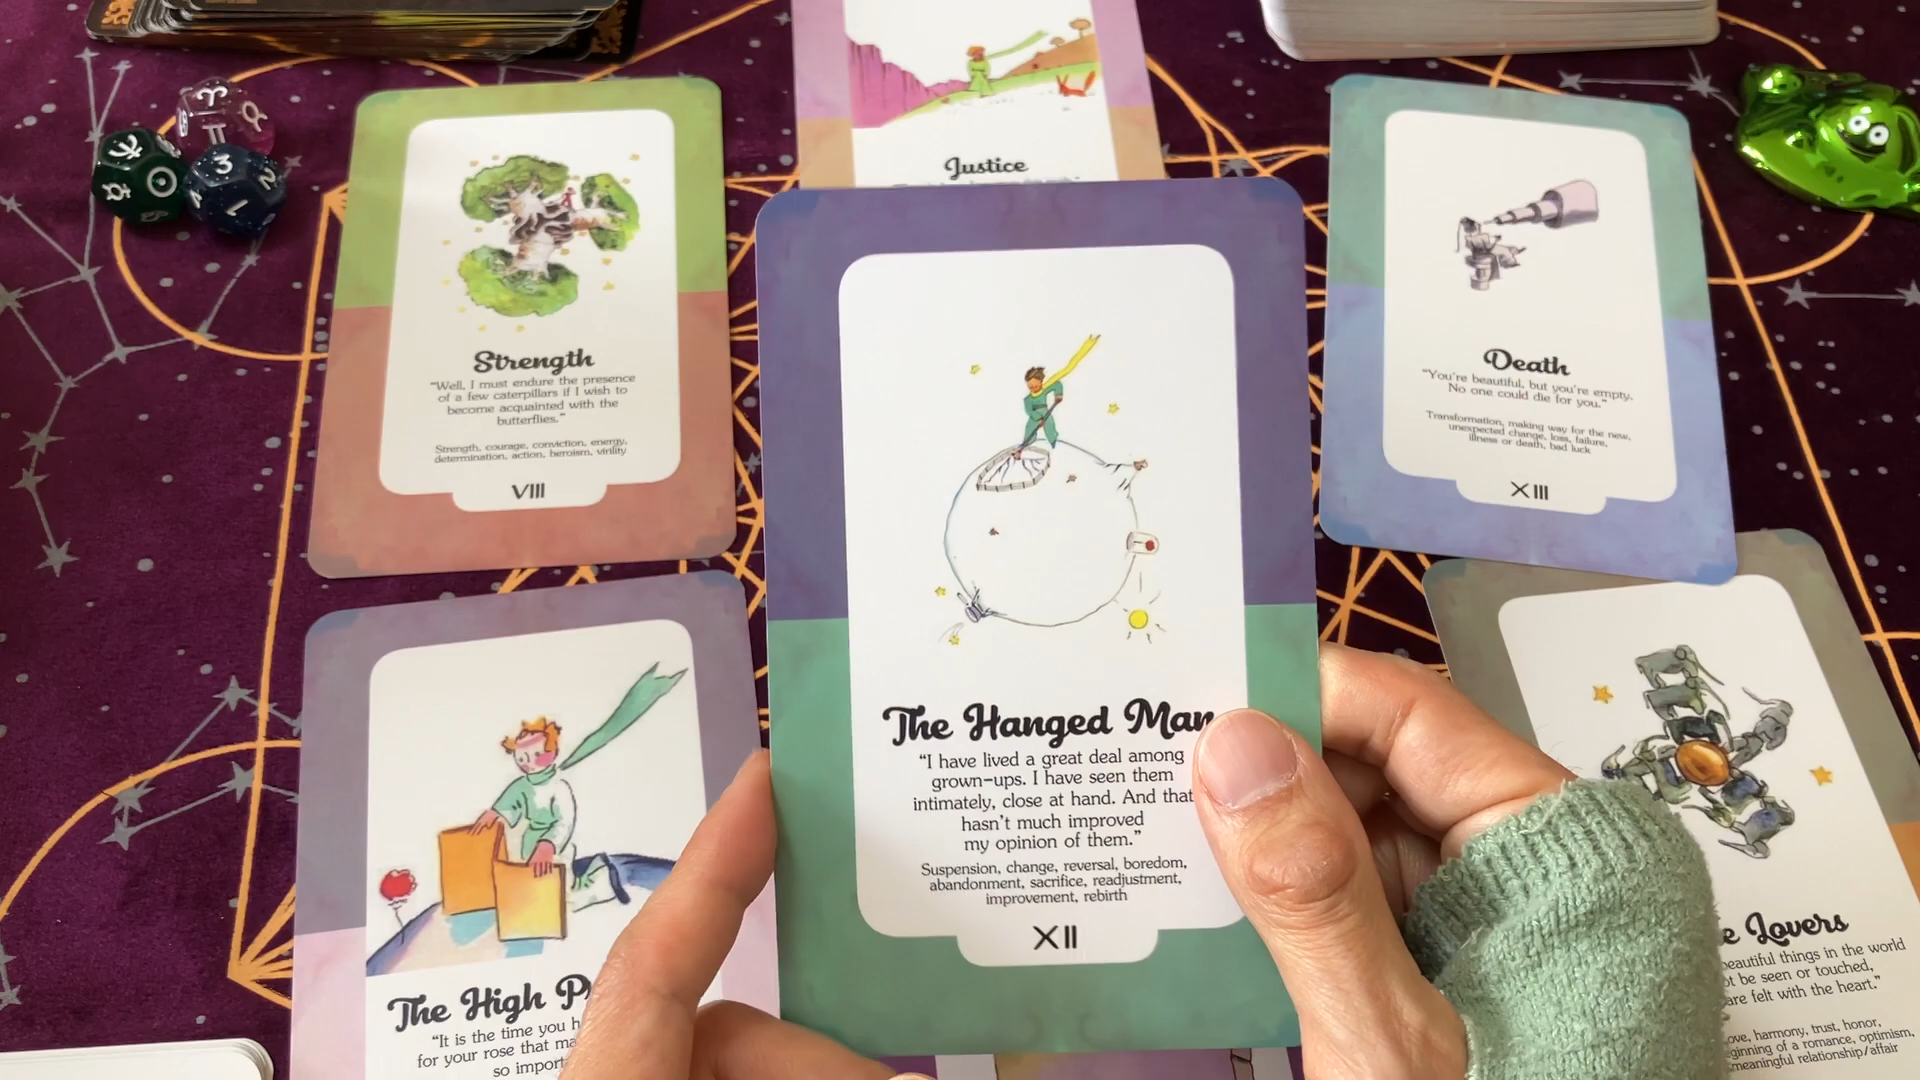 Justice
Strength
"Well, I must endure the presence
of a few caterpillars if I wish to
become acquainted with the
butterflies."
Strength, courage, conviction, energy,
determination, action, heroism, virility
VIII
Death
"You're beautiful, but you're empty.
No one could die for you."
Transformation, making way for the new,
unexpected change, loss, failure,
illness or death, bad luck
XIII
The Hanged Man
"I have lived a great deal among
grown-ups. I have seen them
intimately, close at hand. And that
hasn't much improved
my opinion of them."
Suspension, change, reversal, boredom,
abandonment, sacrifice, readjustment,
improvement, rebirth
XII
The High
"It is the time you
for your rose that
so
Lovers
beautiful things in the world
be seen or touched,
are felt with the heart."
harmony, trust, honor,
of a romance, optimism,
meaningful relationship/affair
3
2
1